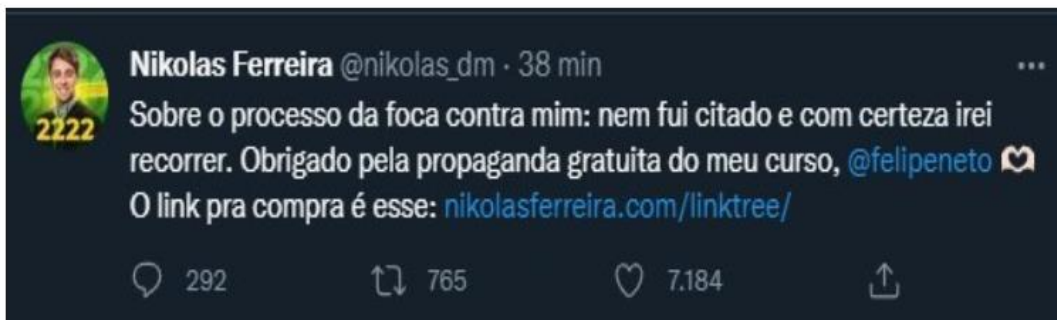 Nikolas Ferreira @nikolas_dm · 38 min
Sobre o processo da foca contra mim: nem fui citado e com certeza irei
recorrer. Obrigado pela propaganda gratuita do meu curso, @felipeneto 🫶🏻
O link pra compra é esse: nikolasferreira.com/linktree/
2222
292 765 7.184